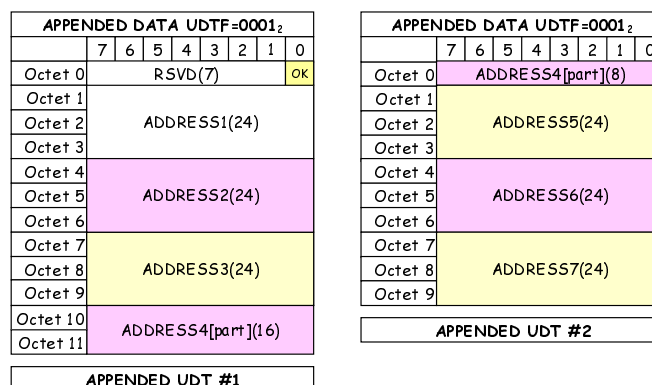 APPENDED DATA UDTF=0001₂
7 6 5 4 3 2 1 0
Octet 0 RSVD(7) OK
Octet 1
Octet 2 ADDRESS1(24)
Octet 3
Octet 4
Octet 5 ADDRESS2(24)
Octet 6
Octet 7
Octet 8 ADDRESS3(24)
Octet 9
Octet 10
ADDRESS4[part](16)
Octet 11
APPENDED UDT #1
APPENDED DATA UDTF=0001₂
7 6 5 4 3 2 1 0
Octet 0 ADDRESS4[part](8)
Octet 1
Octet 2 ADDRESS5(24)
Octet 3
Octet 4
Octet 5 ADDRESS6(24)
Octet 6
Octet 7
Octet 8 ADDRESS7(24)
Octet 9
APPENDED UDT #2